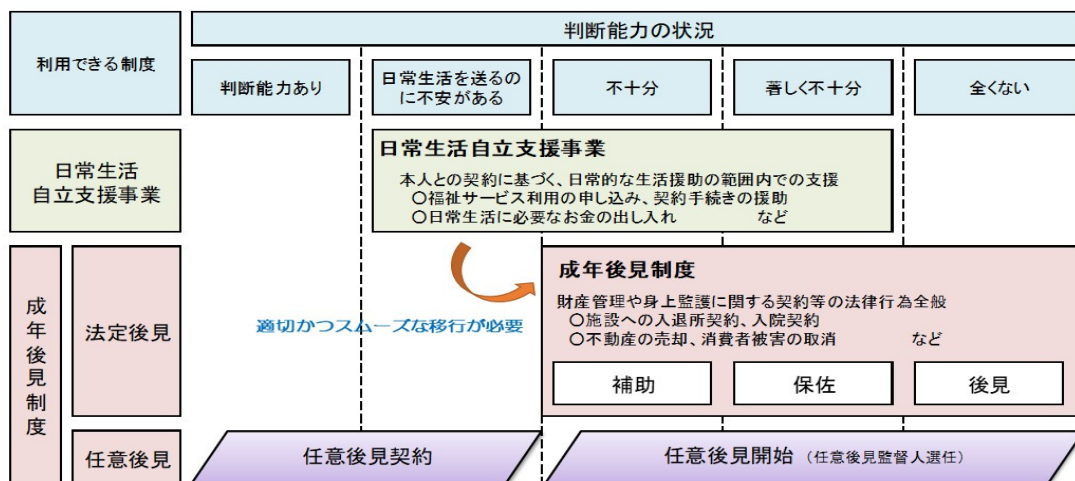 利用できる制度
判断能力の状況
判断能力あり
日常生活を送るの
に不安がある
不十分
著しく不十分
全くない
日常生活
自立支援事業
日常生活自立支援事業
本人との契約に基づく、日常的な生活援助の範囲内での支援
○福祉サービス利用の申し込み、契約手続きの援助
○日常生活に必要なお金の出し入れ など
成年後見制度
法定後見
適切かつスムーズな移行が必要
成年後見制度
財産管理や身上監護に関する契約等の法律行為全般
○施設への入退所契約、入院契約
○不動産の売却、消費者被害の取消 など
補助
保佐
後見
任意後見
任意後見契約
任意後見開始（任意後見監督人選任）